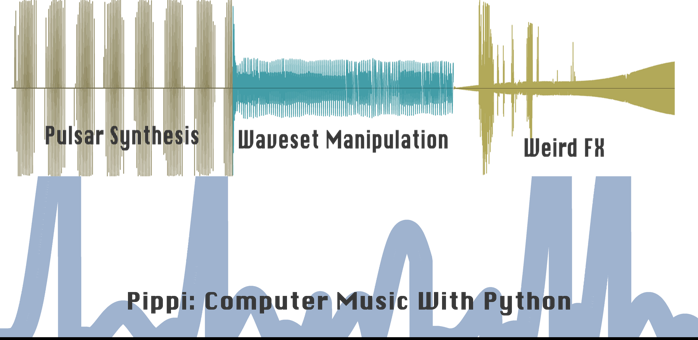 Pulsar Synthesis
Waveset Manipulation
Weird FX
Pippi: Computer Music With Python